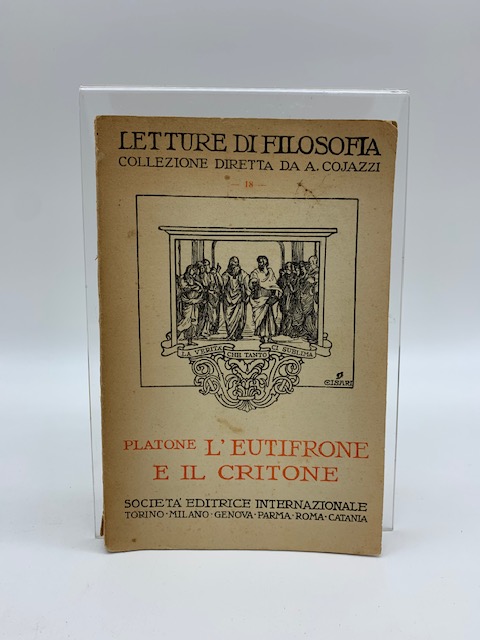 LETTURE DI FILOSOFIA
COLLEZIONE DIRETTA DA A. COJAZZI
— 18 —
LA VERITÀ CHE TANTO CI SUBLIMA
CISARI
PLATONE L'EUTIFRONE
E IL CRITONE
SOCIETA' EDITRICE INTERNAZIONALE
TORINO · MILANO · GENOVA · PARMA · ROMA · CATANIA